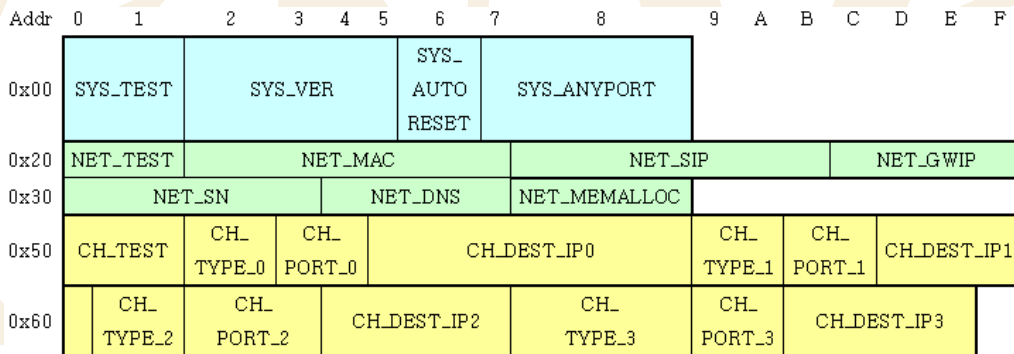 Addr 0 1 2 3 4 5 6 7 8 9 A B C D E F
SYS_
0x00 SYS_TEST SYS_VER AUTO SYS_ANYPORT
RESET
0x20 NET_TEST NET_MAC NET_SIP NET_GWIP
0x30 NET_SN NET_DNS NET_MEMALLOC
CH_ CH_ CH_ CH_
0x50 CH_TEST CH_DEST_IP0 CH_DEST_IP1
TYPE_0 PORT_0 TYPE_1 PORT_1
CH_ CH_ CH_ CH_
0x60 CH_DEST_IP2 CH_DEST_IP3
TYPE_2 PORT_2 TYPE_3 PORT_3